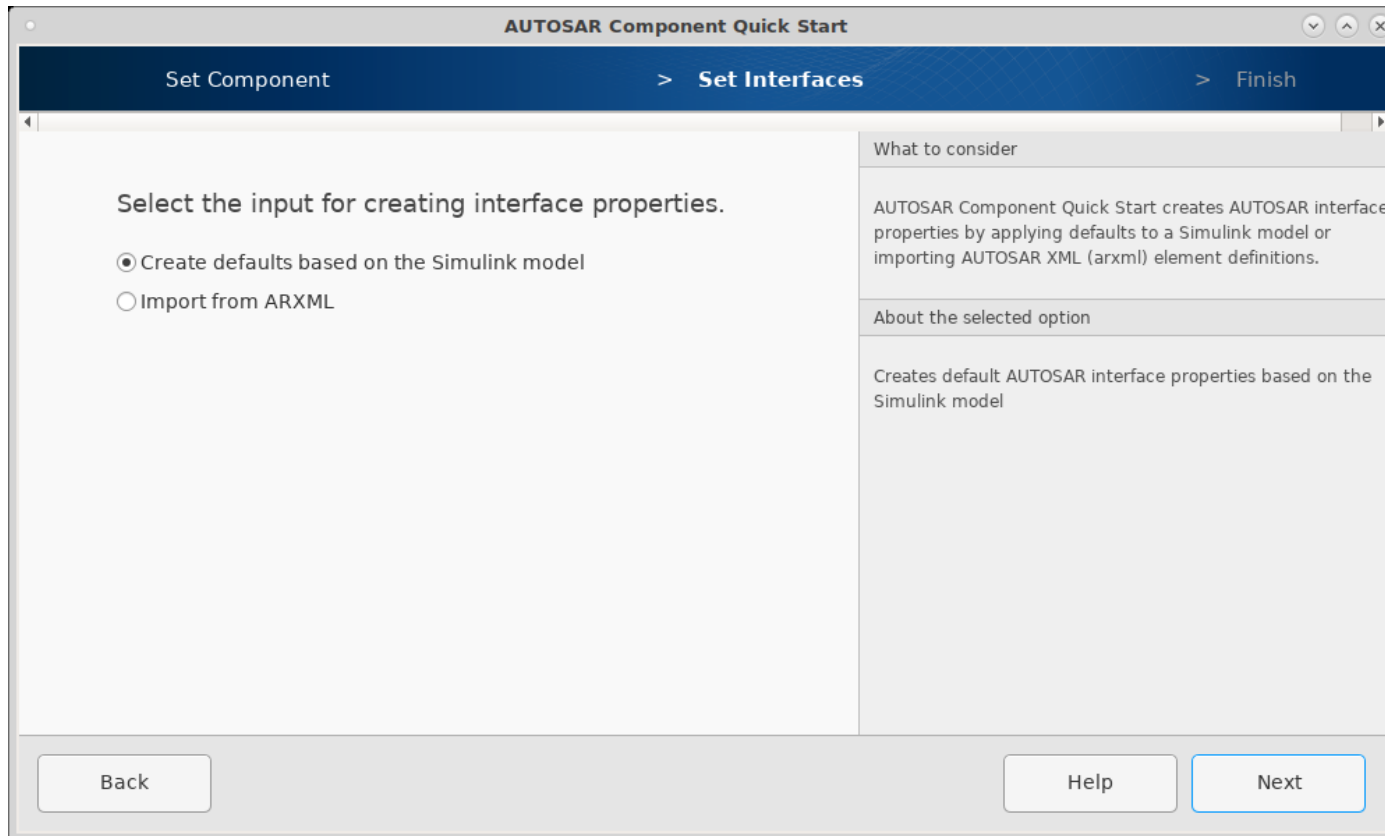 AUTOSAR Component Quick Start
Set Component > Set Interfaces > Finish
Select the input for creating interface properties.
Create defaults based on the Simulink model
Import from ARXML
What to consider
AUTOSAR Component Quick Start creates AUTOSAR interface
properties by applying defaults to a Simulink model or
importing AUTOSAR XML (arxml) element definitions.
About the selected option
Creates default AUTOSAR interface properties based on the
Simulink model
Back
Help
Next